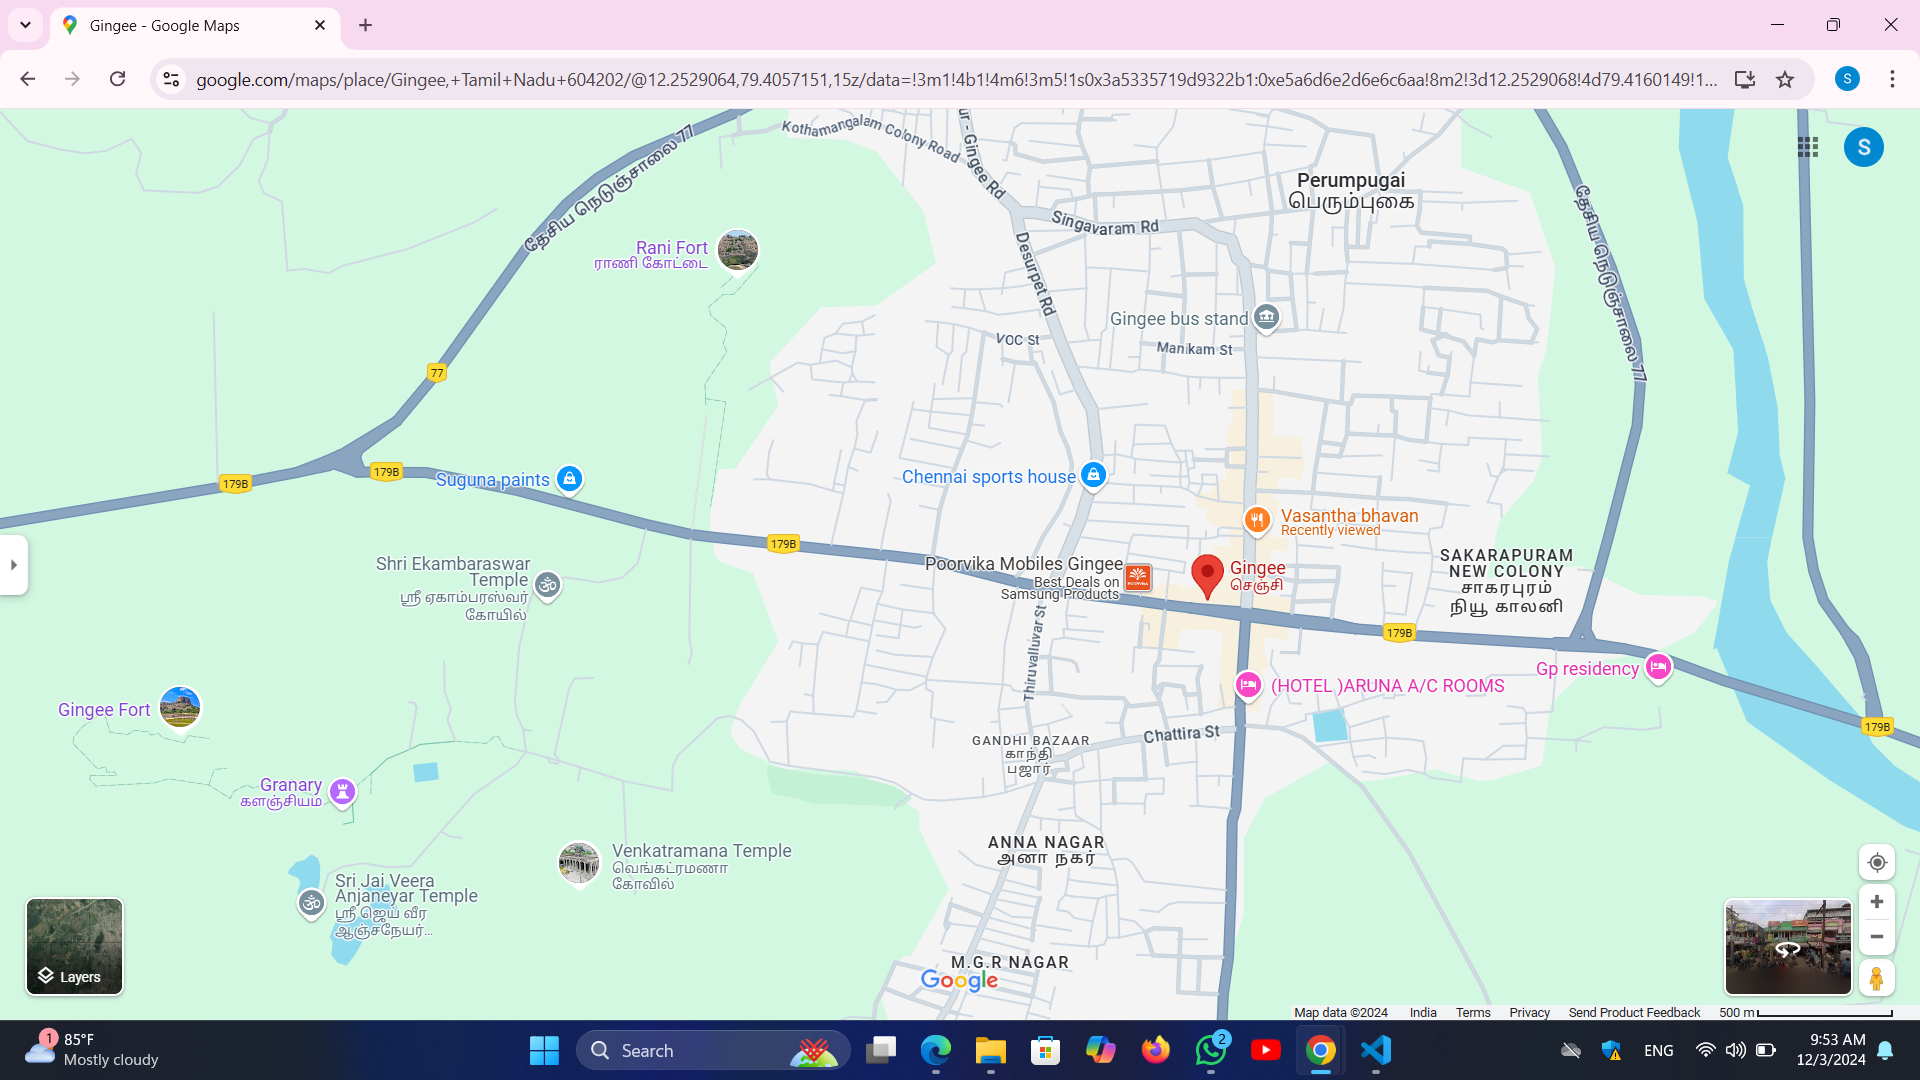 Gingee - Google Maps
google.com/maps/place/Gingee,+Tamil+Nadu+604202/@12.2529064,79.4057151,15z/data=!3m1!4b1!4m6!3m5!1s0x3a5335719d9322b1:0xe5a6d6e2d6e6c6aa!8m2!3d12.2529068!4d79.4160149!1...
S
தேசிய நெடுஞ்சாலை 77
Kothamangalam Colony Road
ur - Gingee Rd
Singavaram Rd
Desurpet Rd
Perumpugai
பெரும்புகை
தேசிய நெடுஞ்சாலை 77
S
Rani Fort
ராணி கோட்டை
Gingee bus stand
VOC St
Manikam St
77
179B
179B
Suguna paints
Chennai sports house
179B
Vasantha bhavan
Recently viewed
Poorvika Mobiles Gingee
Best Deals on
Samsung Products
Gingee
செஞ்சி
SAKARAPURAM
NEW COLONY
சாகரபுரம்
நியூ காலனி
Shri Ekambaraswar
Temple
ஸ்ரீ ஏகாம்பரஸ்வர்
கோயில்
Thiruvalluvar St
179B
Gp residency
(HOTEL )ARUNA A/C ROOMS
Gingee Fort
179B
Chattira St
GANDHI BAZAAR
காந்தி
பஜார்
Granary
களஞ்சியம்
ANNA NAGAR
அனா நகர்
Venkatramana Temple
வெங்கட்ரமணா
கோவில்
Sri Jai Veera
Anjaneyar Temple
ஸ்ரீ ஜெய் வீர
ஆஞ்சநேயர்...
M.G.R NAGAR
Google
Layers
Map data ©2024 India Terms Privacy Send Product Feedback 500 m
1
85°F
Mostly cloudy
Search
2
ENG
9:53 AM
12/3/2024